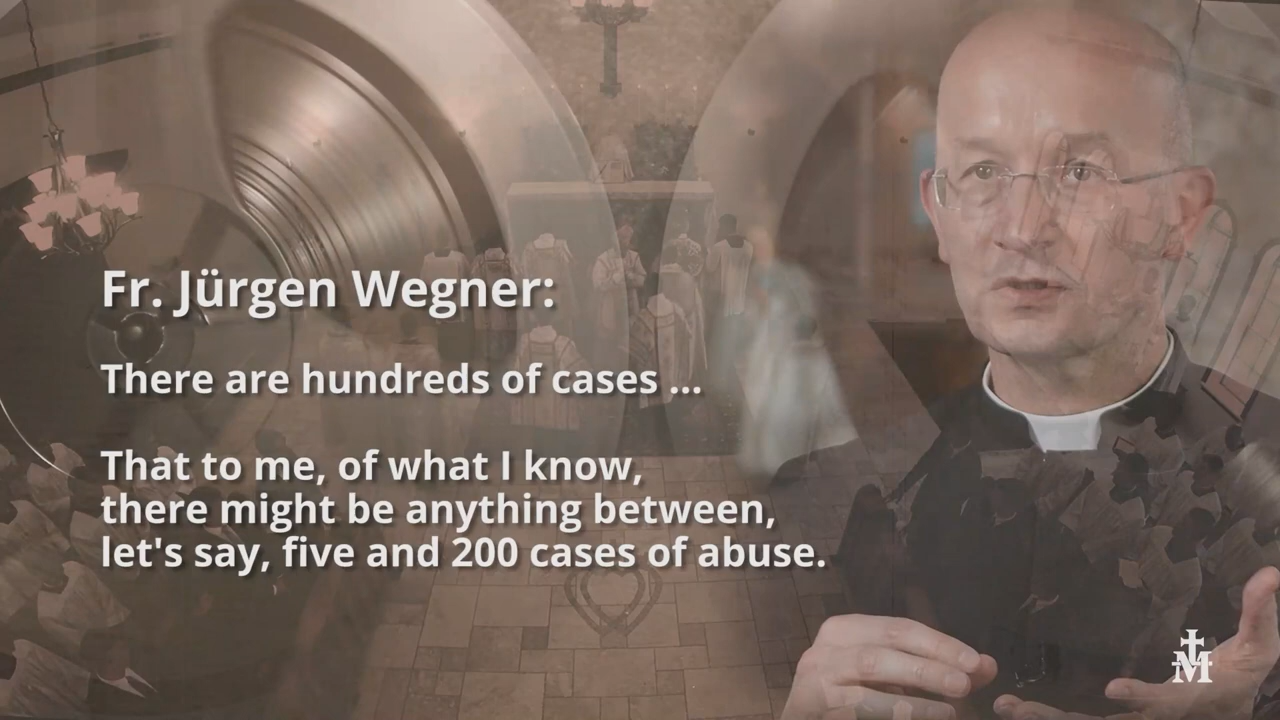 Fr. Jürgen Wegner:
There are hundreds of cases ...
That to me, of what I know,
there might be anything between,
let's say, five and 200 cases of abuse.